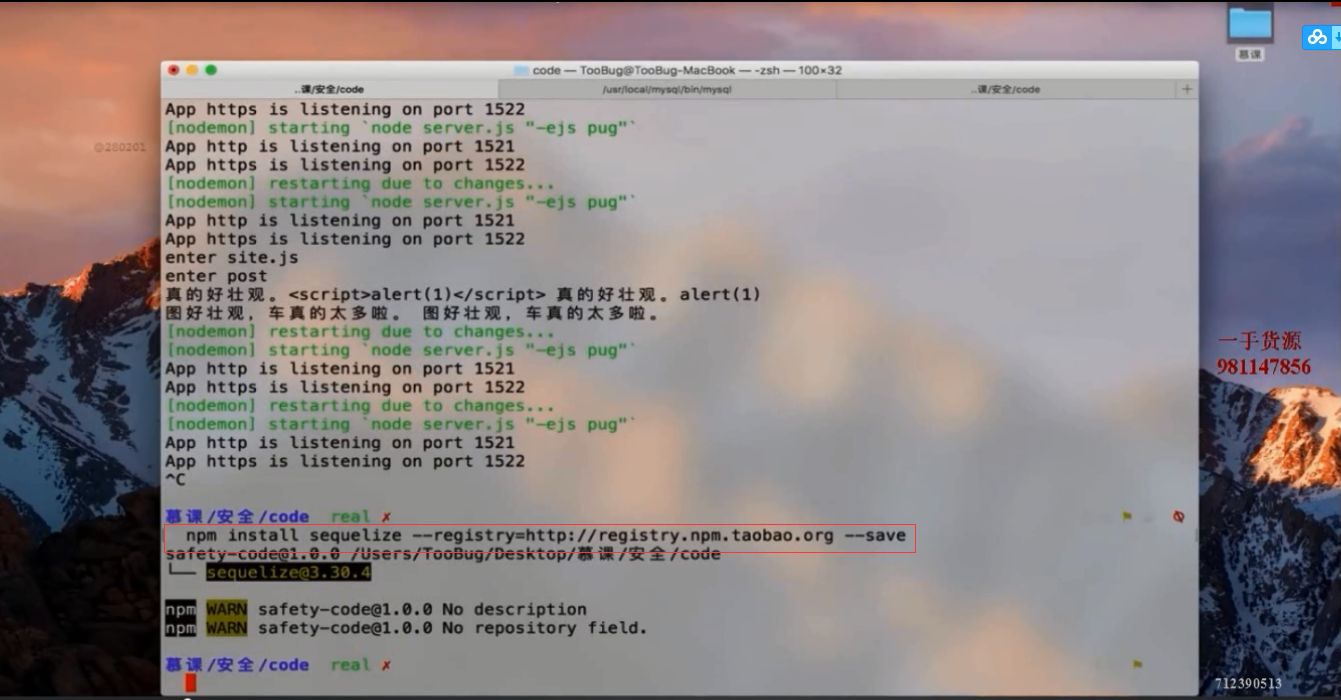 慕课
code — TooBug@TooBug-MacBook — -zsh — 100×32
..课/安全/code
/usr/local/mysql/bin/mysql
..课/安全/code
+
App https is listening on port 1522
[nodemon] starting `node server.js "-ejs pug"`
@280201
App http is listening on port 1521
App https is listening on port 1522
[nodemon] restarting due to changes...
[nodemon] starting `node server.js "-ejs pug"`
App http is listening on port 1521
App https is listening on port 1522
enter site.js
enter post
真的好壮观。<script>alert(1)</script> 真的好壮观。alert(1)
图好壮观，车真的太多啦。 图好壮观，车真的太多啦。
[nodemon] restarting due to changes...
[nodemon] starting `node server.js "-ejs pug"`
App http is listening on port 1521
App https is listening on port 1522
[nodemon] restarting due to changes...
[nodemon] starting `node server.js "-ejs pug"`
App http is listening on port 1521
App https is listening on port 1522
^C
一手货源
981147856
慕课/安全/code real ✗
npm install sequelize --registry=http://registry.npm.taobao.org --save
safety-code@1.0.0 /Users/TooBug/Desktop/慕课/安全/code
└── sequelize@3.30.4
npm WARN safety-code@1.0.0 No description
npm WARN safety-code@1.0.0 No repository field.
慕课/安全/code real ✗
712390513